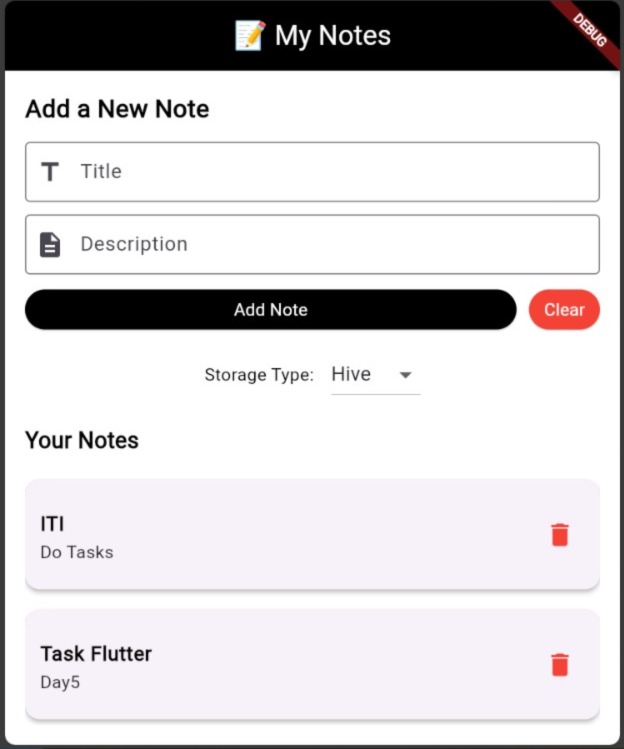 📝 My Notes
DEBUG
Add a New Note
Title
Description
Add Note
Clear
Storage Type: Hive
Your Notes
ITI
Do Tasks
Task Flutter
Day5